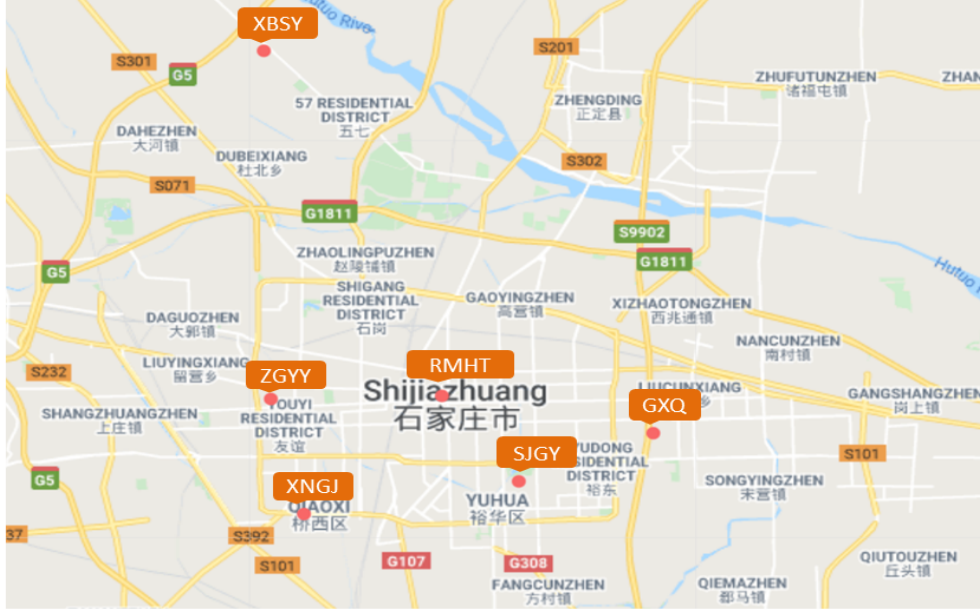 XBSY
S301
G5
S201
57 RESIDENTIAL
DISTRICT
五七
ZHENGDING
正定县
ZHUFUTUNZHEN
诸福屯镇
ZHAN
DAHEZHEN
大河镇
DUBEIXIANG
杜北乡
S071
S302
G1811
S9902
G1811
G5
ZHAOLINGPUZHEN
赵陵铺镇
SHIGANG
RESIDENTIAL
DISTRICT
石岗
GAOYINGZHEN
高营镇
XIZHAOTONGZHEN
西兆通镇
Hutuo
DAGUOZHEN
大郭镇
NANCUNZHEN
南村镇
LIUYINGXIANG
留营乡
S232
ZGYY
RMHT
Shijiazhuang
石家庄市
LIUCUNXIANG
乡
GXQ
GANGSHANGZHEN
岗上镇
SHANGZHUANGZHEN
上庄镇
YOUYI
RESIDENTIAL
DISTRICT
友谊
SJGY
YUDONG
SIDENTIAL
DISTRICT
裕东
S101
G5
XNGJ
QIAOXI
桥西区
YUHUA
裕华区
SONGYINGZHEN
宋营镇
37
S392
S101
G107
G308
FANGCUNZHEN
方村镇
QIEMAZHEN
郄马镇
QIUTOUZHEN
丘头镇